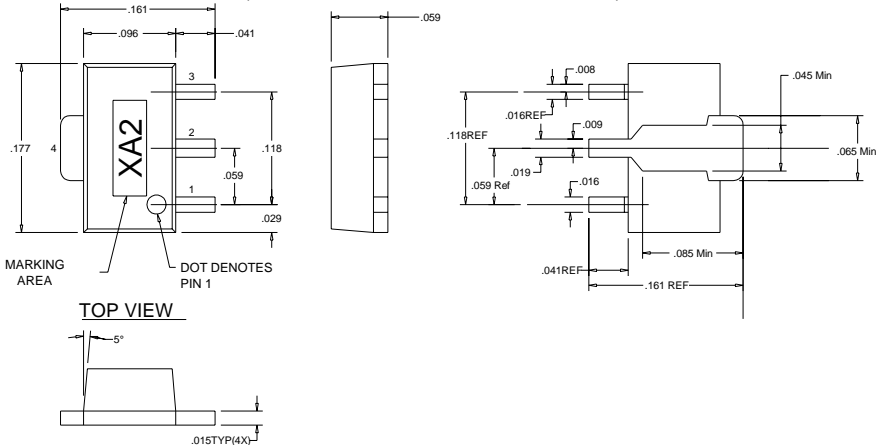 .161
.096
.041
3
2
1
4
XA2
.177
.118
.059
.029
MARKING
AREA
DOT DENOTES
PIN 1
TOP VIEW
5°
.015TYP(4X)
.059
.008
.016REF
.118REF
.009
.019
.059 Ref
.016
.041REF
.161 REF
.085 Min
.045 Min
.065 Min